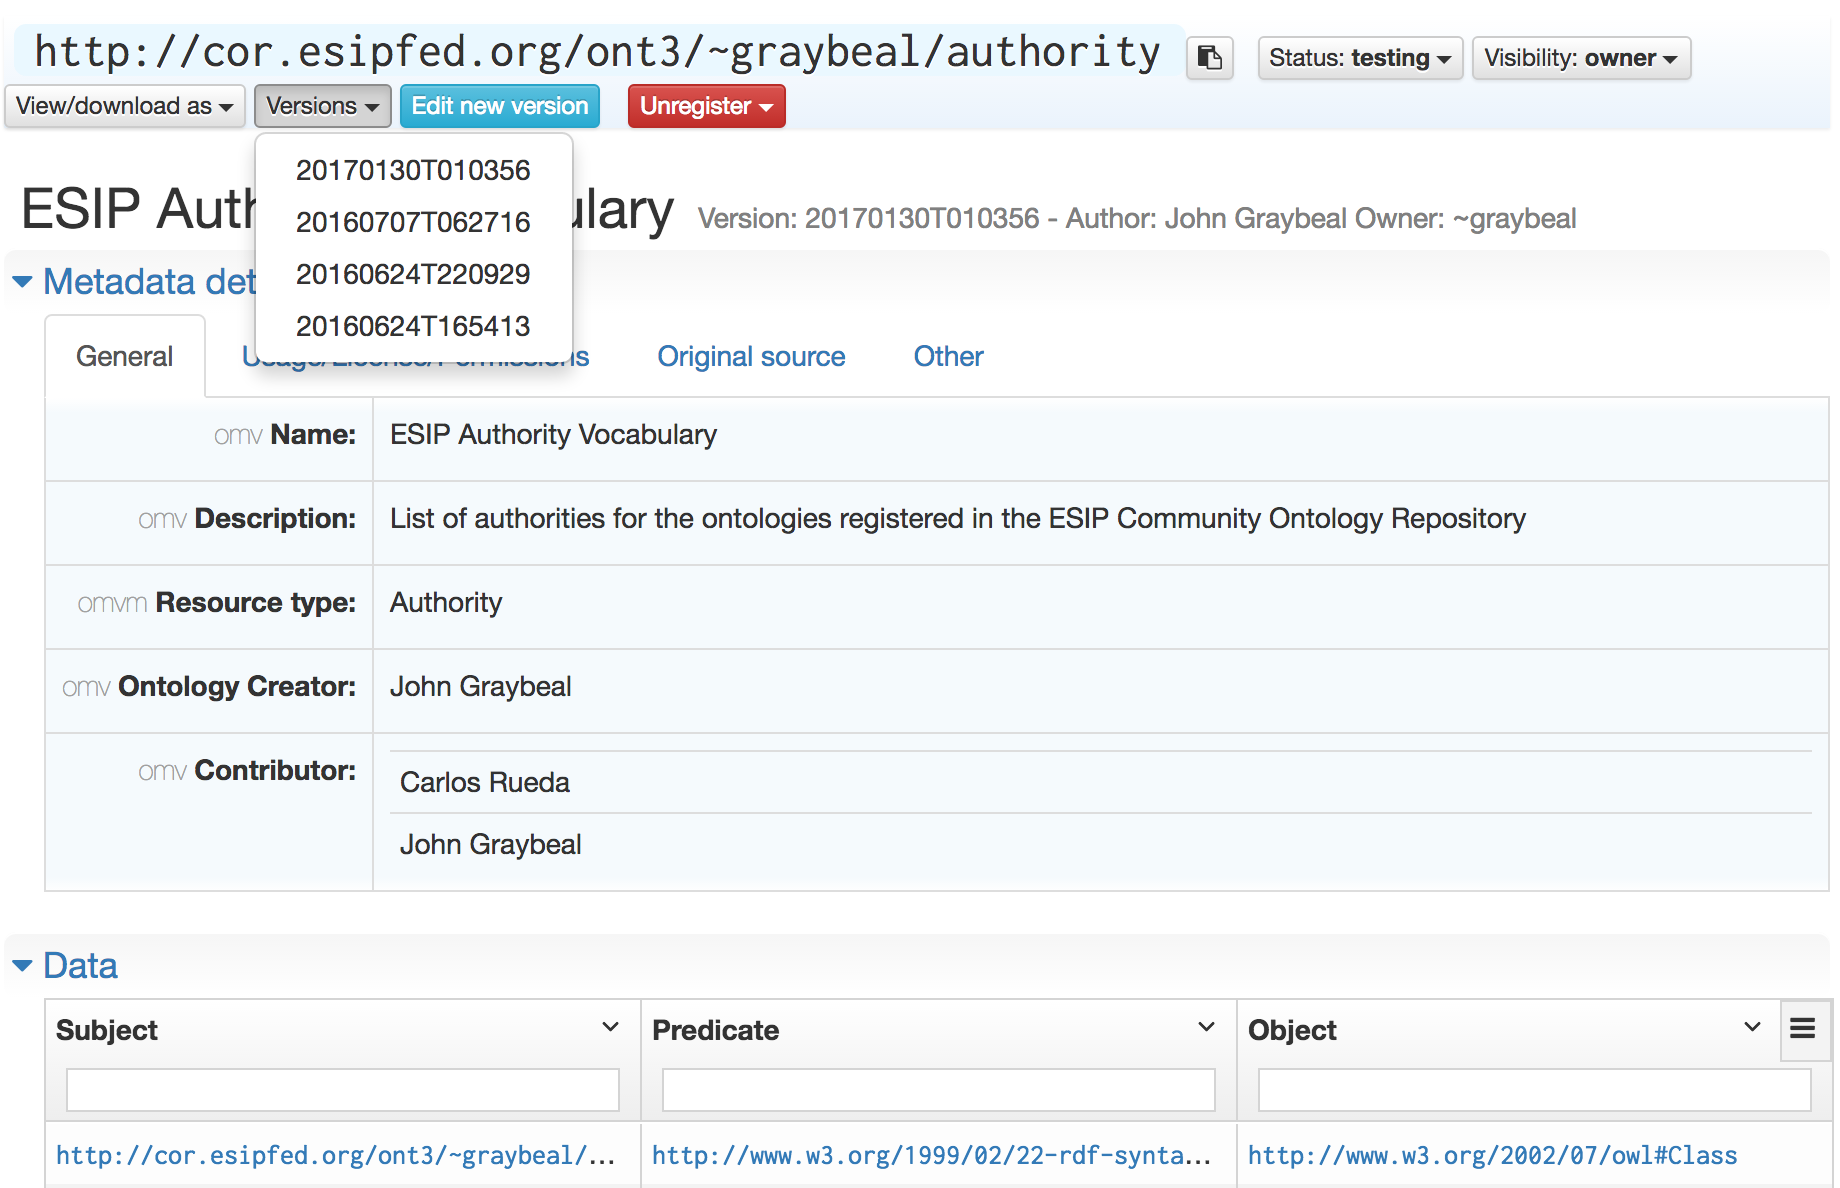 http://cor.esipfed.org/ont3/~graybeal/authority Status: testing Visibility: owner
View/download as Versions Edit new version Unregister
20170130T010356
20160707T062716
20160624T220929
20160624T165413
ESIP Auth ulary Version: 20170130T010356 - Author: John Graybeal Owner: ~graybeal
Metadata det
General Usage/License/Permissions Original source Other
omv Name: ESIP Authority Vocabulary
omv Description: List of authorities for the ontologies registered in the ESIP Community Ontology Repository
omvm Resource type: Authority
omv Ontology Creator: John Graybeal
omv Contributor: Carlos Rueda
John Graybeal
Data
Subject Predicate Object
http://cor.esipfed.org/ont3/~graybeal/... http://www.w3.org/1999/02/22-rdf-synta... http://www.w3.org/2002/07/owl#Class